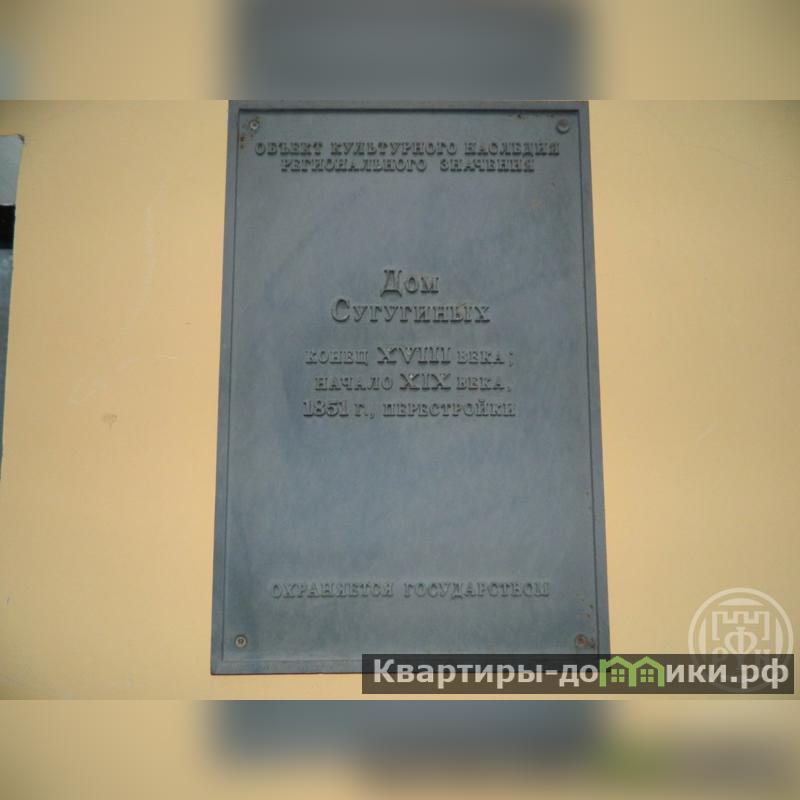 ОБЪЕКТ КУЛЬТУРНОГО НАСЛЕДИЯ
РЕГИОНАЛЬНОГО ЗНАЧЕНИЯ
Дом
Сугугиных
КОНЕЦ XVIII ВЕКА;
НАЧАЛО XIX ВЕКА,
1851 Г., ПЕРЕСТРОЙКИ
ОХРАНЯЕТСЯ ГОСУДАРСТВОМ
Квартиры-домики.рф